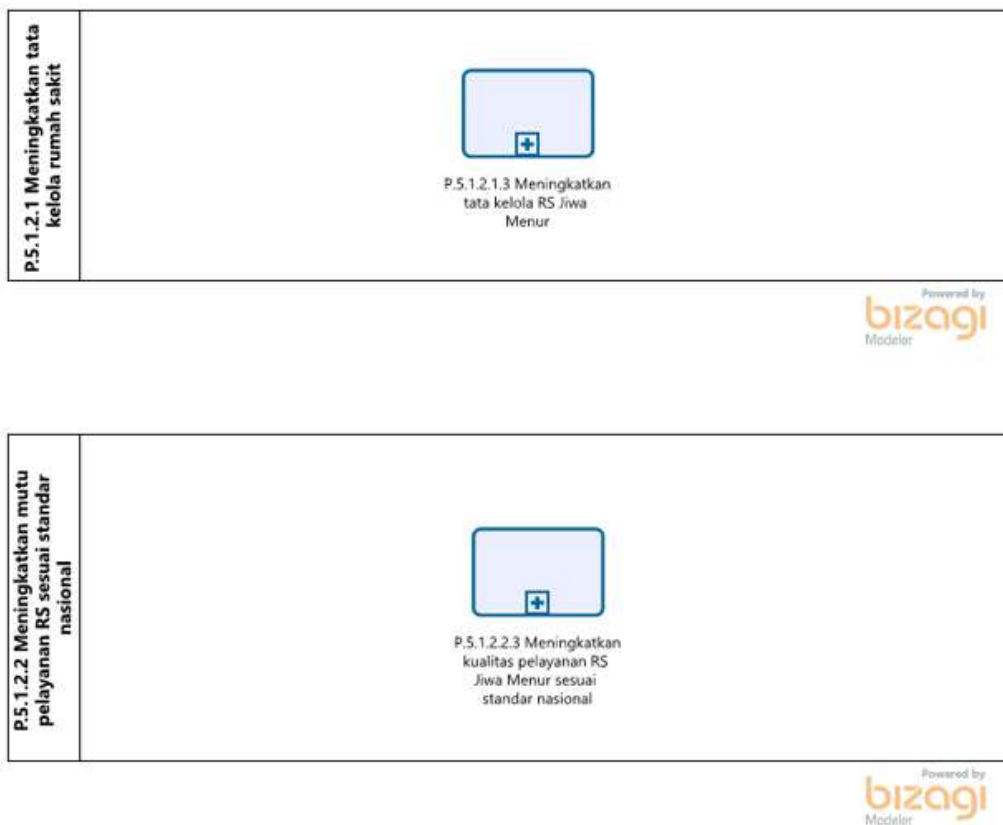 P.5.1.2.1 Meningkatkan tata
kelola rumah sakit
P.5.1.2.1.3 Meningkatkan
tata kelola RS Jiwa
Menur
Powered by
bizagi
Modeler
P.5.1.2.2 Meningkatkan mutu
pelayanan RS sesuai standar
nasional
P.5.1.2.2.3 Meningkatkan
kualitas pelayanan RS
Jiwa Menur sesuai
standar nasional
Powered by
bizagi
Modeler